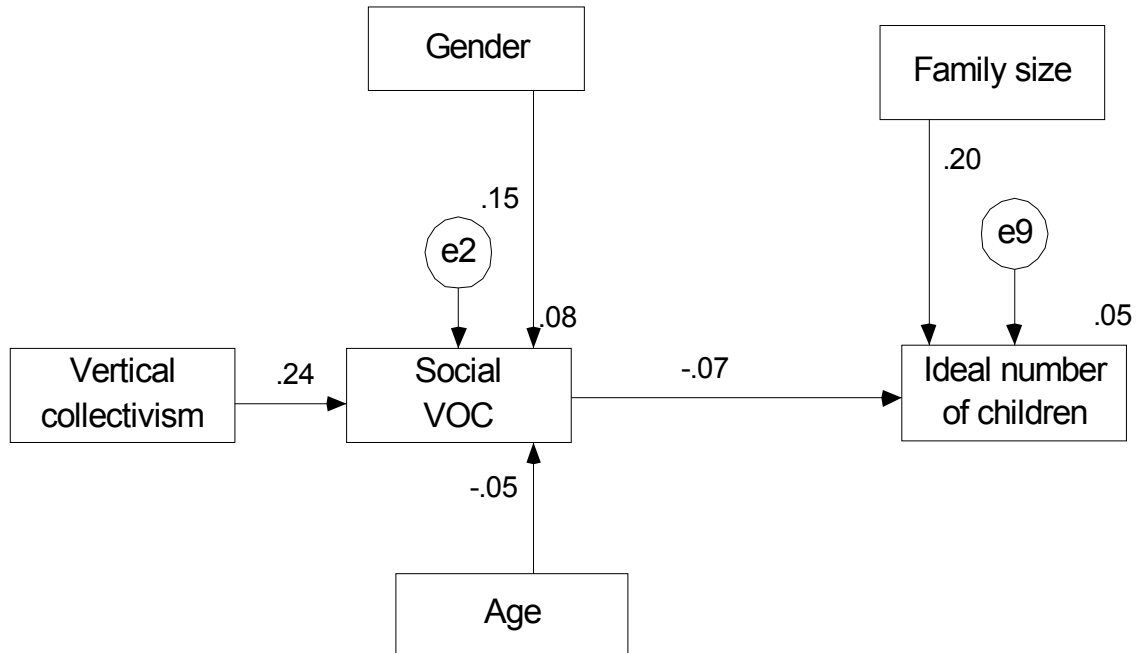 Gender
Family size
.20
.15
e9
e2
.08
.05
Vertical
collectivism
.24
Social
VOC
-.07
Ideal number
of children
-.05
Age